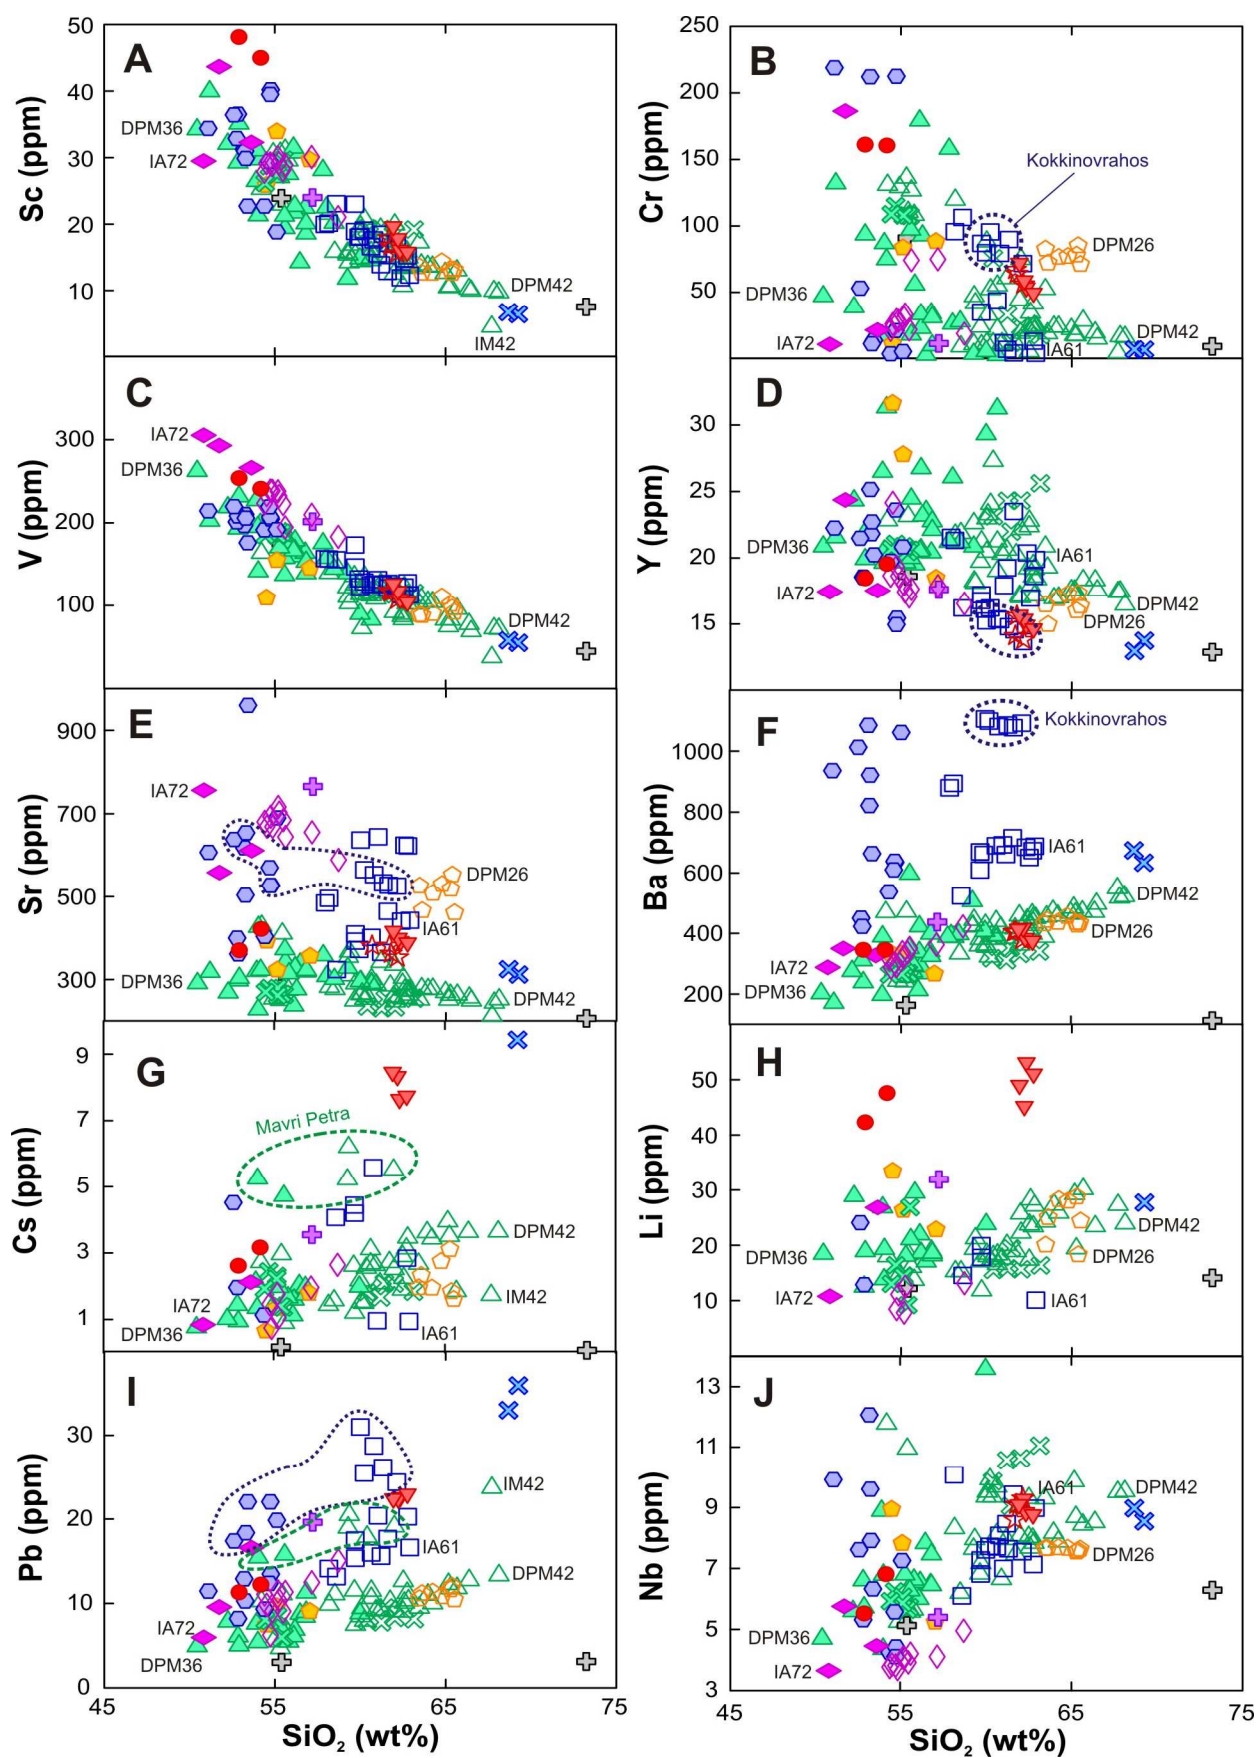 A
Sc (ppm)
50
40
30
20
10
DPM36
IA72
DPM42
IM42
B
Cr (ppm)
250
200
150
100
50
Kokkinovrahos
DPM26
DPM36
IA72
DPM42
IA61
C
V (ppm)
300
200
100
IA72
DPM36
DPM42
D
Y (ppm)
30
25
20
15
DPM36
IA72
IA61
DPM42
DPM26
E
Sr (ppm)
900
700
500
300
IA72
DPM26
IA61
DPM36
DPM42
F
Ba (ppm)
1000
800
600
400
200
Kokkinovrahos
IA61
DPM42
DPM26
IA72
DPM36
G
Cs (ppm)
9
7
5
3
1
Mavri Petra
DPM42
IM42
IA72
DPM36
IA61
H
Li (ppm)
50
40
30
20
10
DPM36
DPM42
DPM26
IA72
IA61
I
Pb (ppm)
30
20
10
0
IM42
IA61
DPM42
IA72
DPM36
45
55
65
75
SiO₂ (wt%)
J
Nb (ppm)
13
11
9
7
5
3
IA61
DPM42
DPM26
DPM36
IA72
45
55
65
75
SiO₂ (wt%)